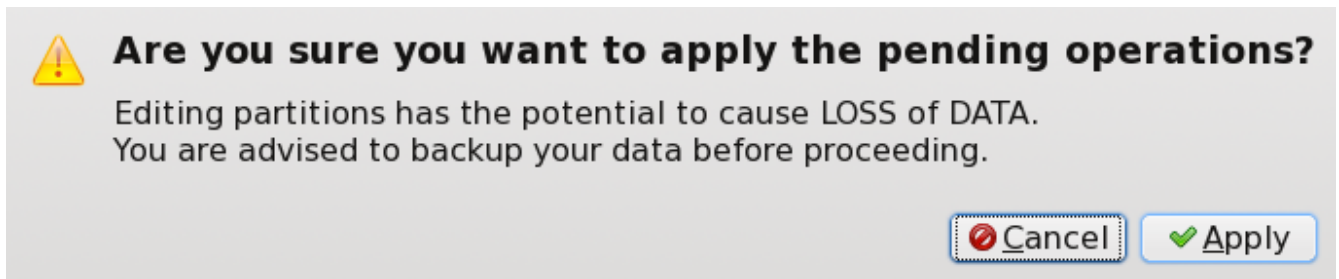 Are you sure you want to apply the pending operations?
Editing partitions has the potential to cause LOSS of DATA.
You are advised to backup your data before proceeding.
Cancel Apply